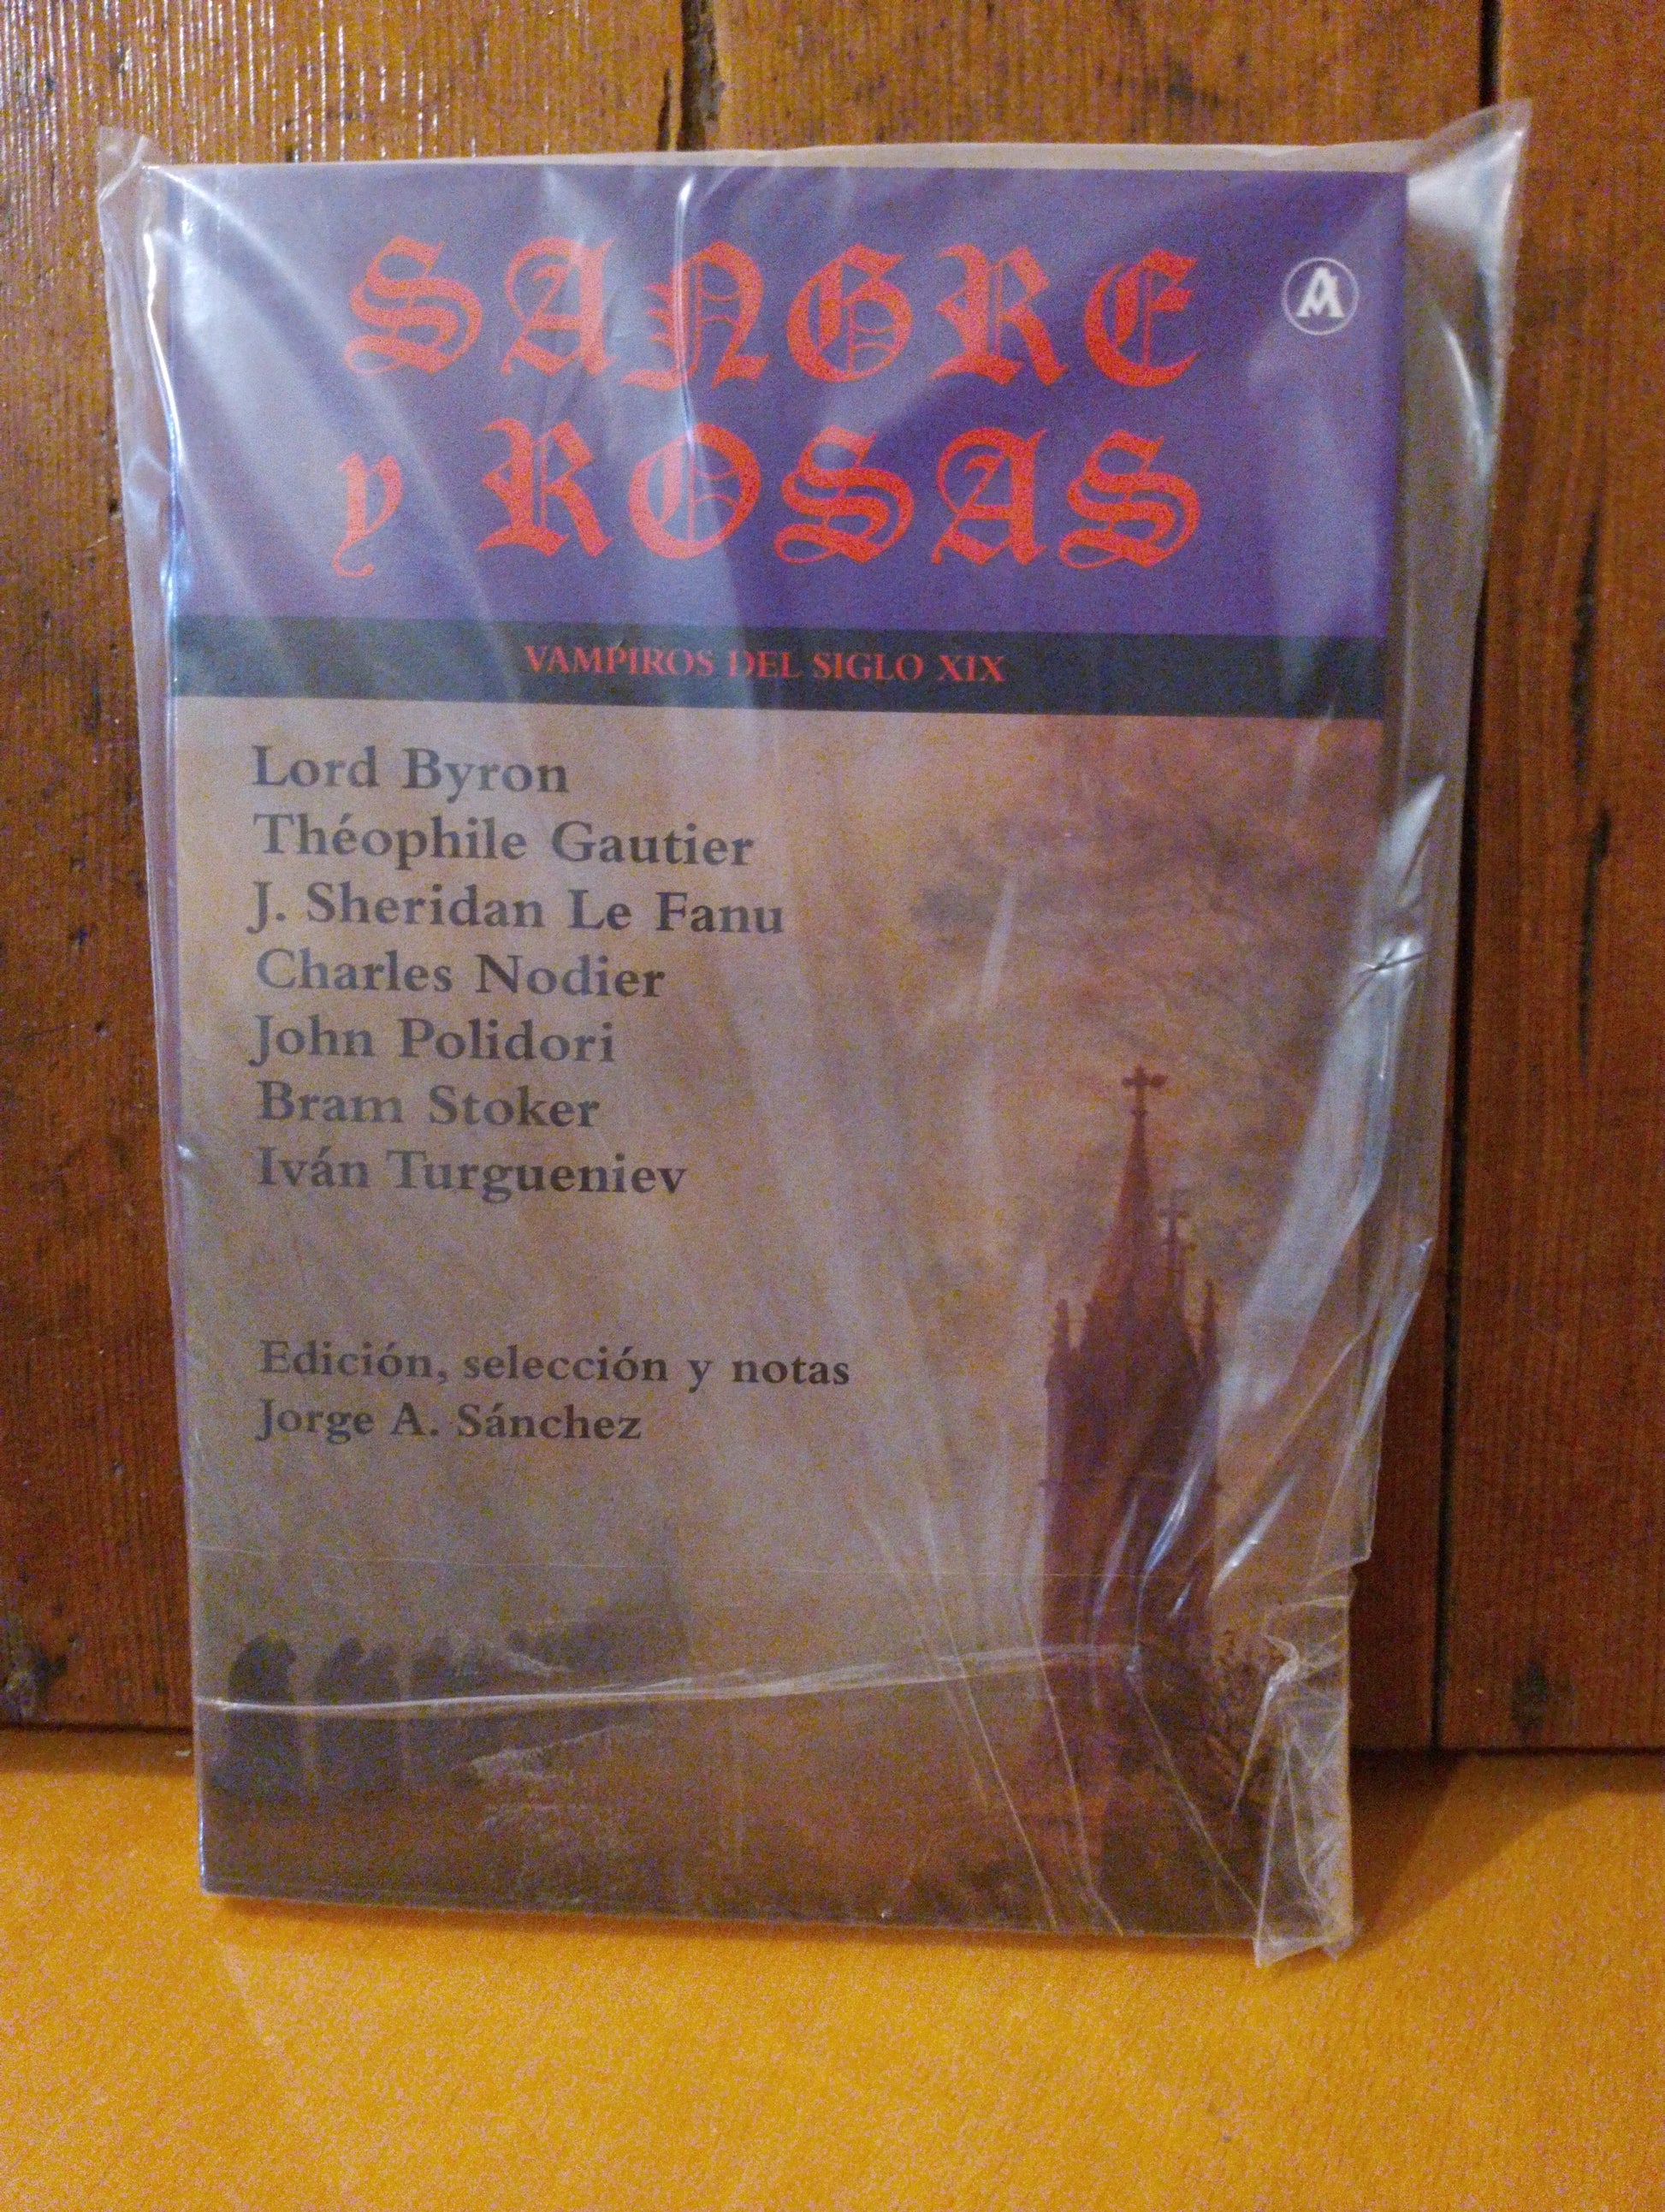 SANGRE
y ROSAS
VAMPIROS DEL SIGLO XIX
Lord Byron
Théophile Gautier
J. Sheridan Le Fanu
Charles Nodier
John Polidori
Bram Stoker
Iván Turgueniev
Edición, selección y notas
Jorge A. Sánchez